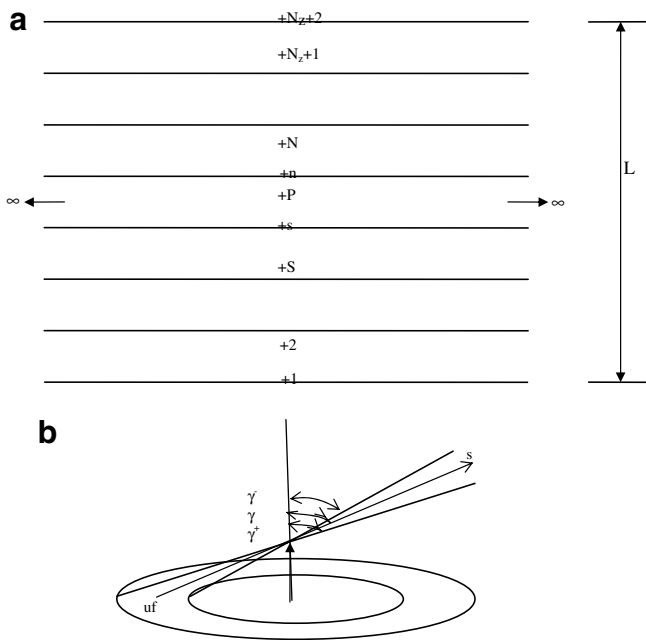 a
+N_z+2
+N_z+1
+N
+n
+P
∞ ∞
+s
L
+S
+2
+1
b
s
γ⁻
γ
γ⁺
uf